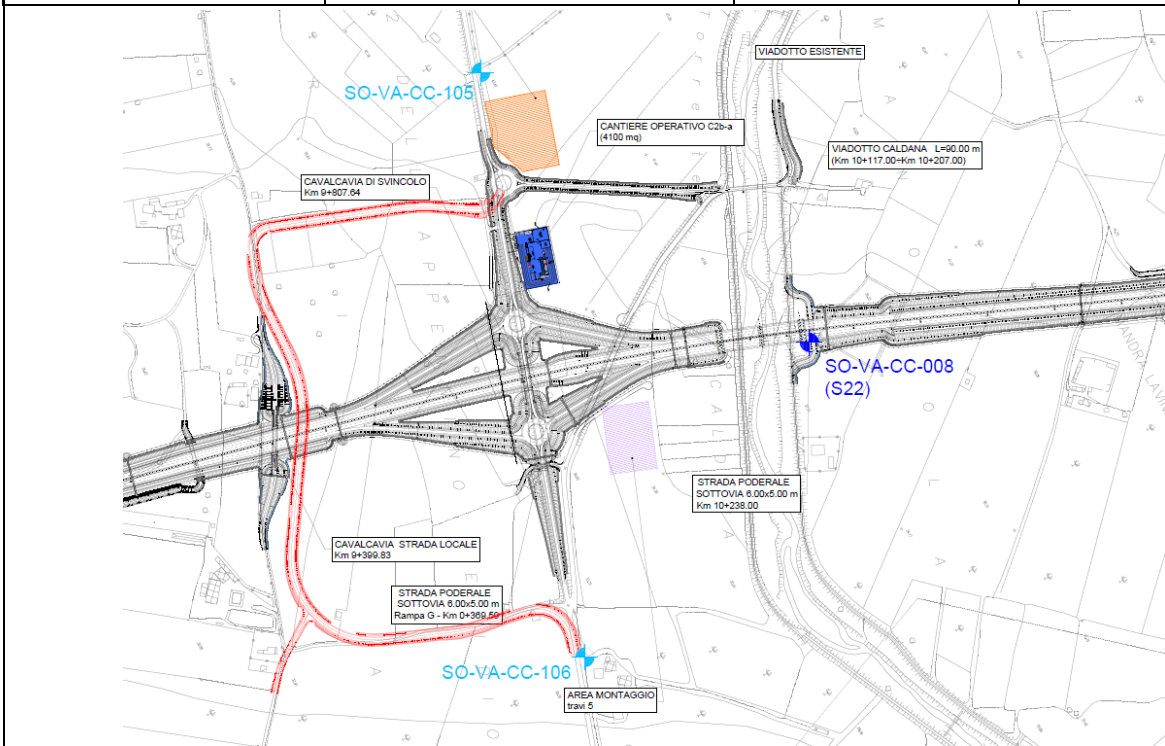 VIADOTTO ESISTENTE
SO-VA-CC-105
CANTIERE OPERATIVO C2b-a
(4100 mq)
VIADOTTO CALDANA L=90.00 m
(Km 10+117.00÷Km 10+207.00)
CAVALCAVIA DI SVINCOLO
Km 9+807.64
SO-VA-CC-008
(S22)
STRADA PODERALE
SOTTOVIA 6.00x5.00 m
Km 10+238.00
CAVALCAVIA STRADA LOCALE
Km 9+399.83
STRADA PODERALE
SOTTOVIA 6.00x5.00 m
Rampa G - Km 0+369,59
SO-VA-CC-106
AREA MONTAGGIO
travi 5